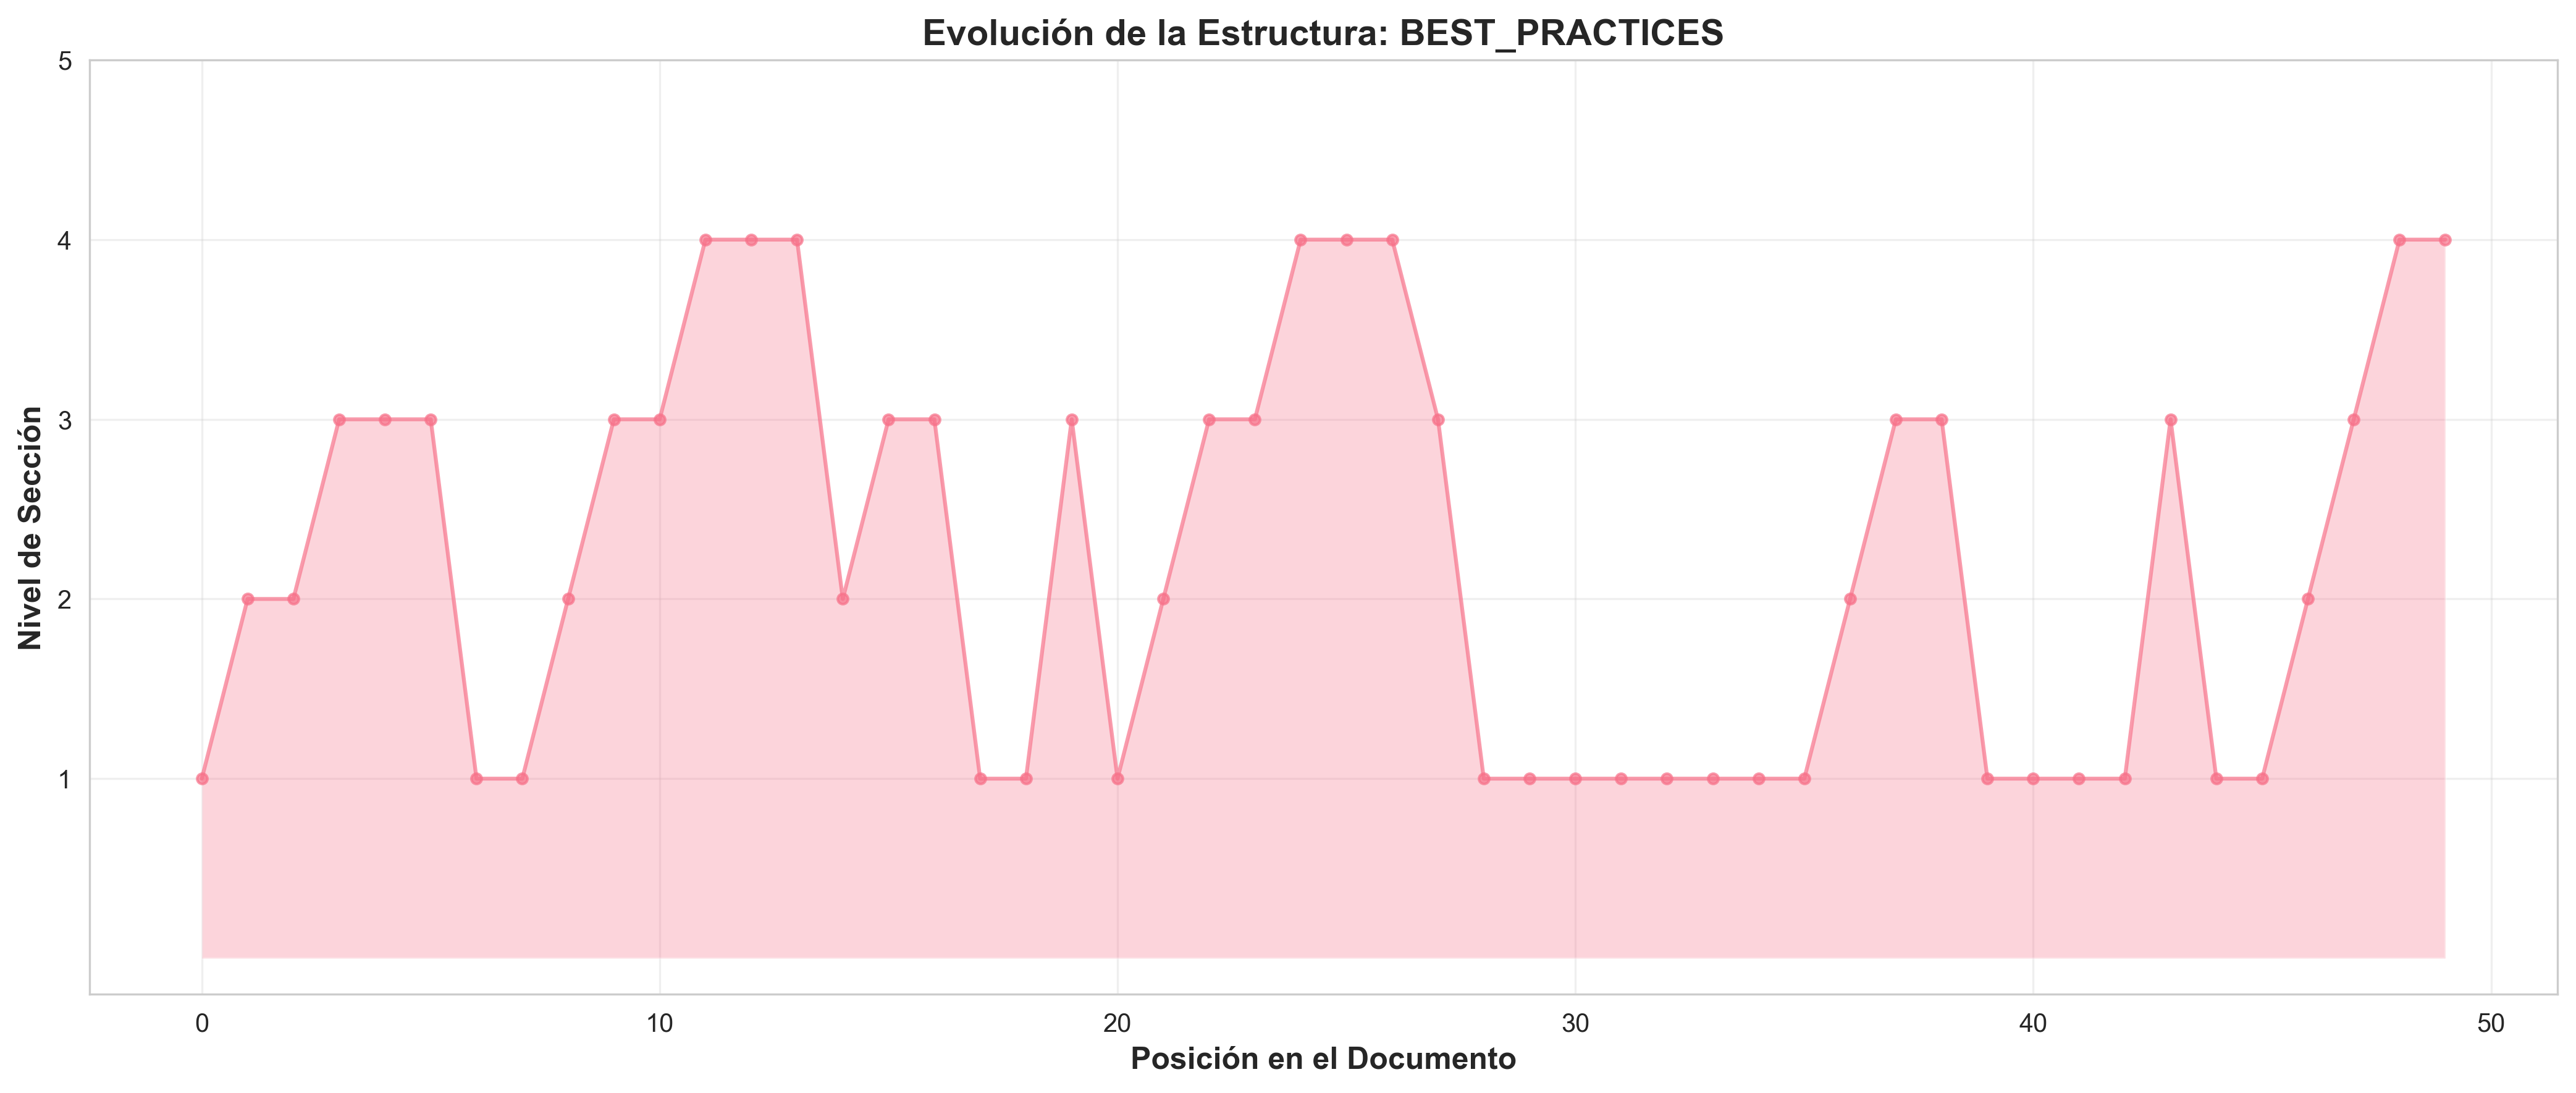 Evolución de la Estructura: BEST_PRACTICES
5
4
3
2
1
Nivel de Sección
0 10 20 30 40 50
Posición en el Documento